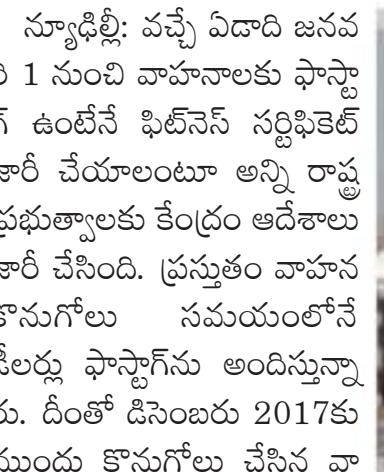 న్యూఢిల్లీ: వచ్చే ఏడాది జనవ
రి 1 నుంచి వాహనాలకు ఫాస్టా
గ్ ఉంటేనే ఫిట్‌నెస్ సర్టిఫికెట్
జారీ చేయాలంటూ అన్ని రాష్ట్ర
ప్రభుత్వాలకు కేంద్రం ఆదేశాలు
జారీ చేసింది. ప్రస్తుతం వాహన
కొనుగోలు సమయంలోనే
డీలర్లు ఫాస్టాగ్‌ను అందిస్తున్నా
రు. దీంతో డిసెంబరు 2017కు
ముందు కొనుగోలు చేసిన వా